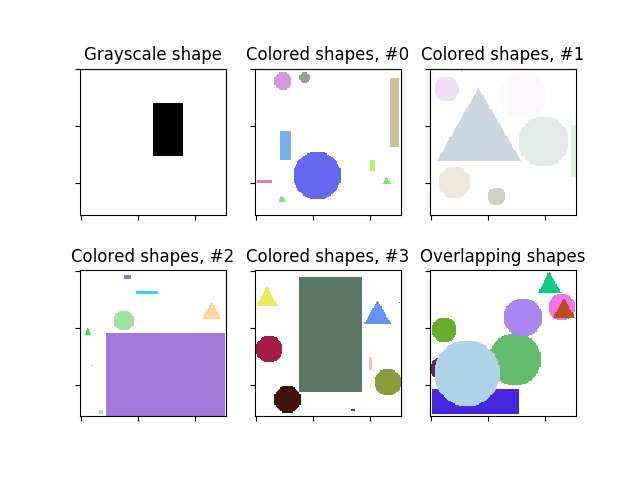 Grayscale shape
Colored shapes, #0
Colored shapes, #1
Colored shapes, #2
Colored shapes, #3
Overlapping shapes